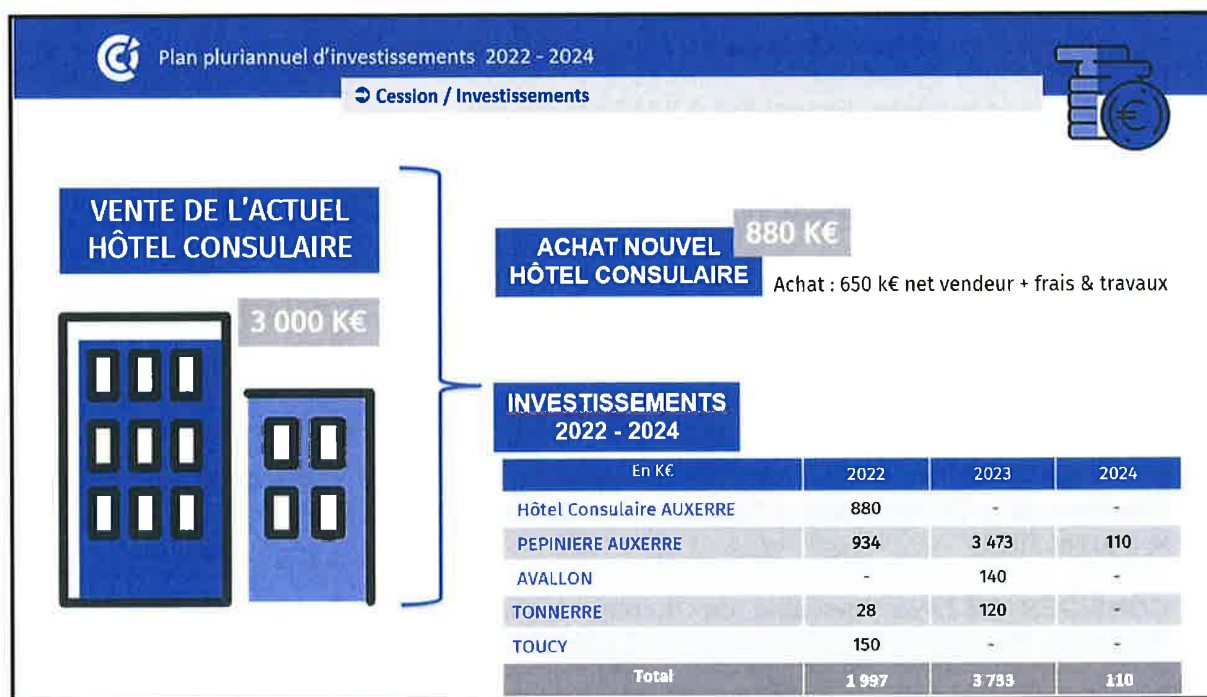 CCI
Plan pluriannuel d'investissements 2022 - 2024
➲ Cession / Investissements
€
VENTE DE L'ACTUEL
HÔTEL CONSULAIRE
3 000 K€
ACHAT NOUVEL
HÔTEL CONSULAIRE
880 K€
Achat : 650 k€ net vendeur + frais & travaux
INVESTISSEMENTS
2022 - 2024
En K€ 2022 2023 2024
Hôtel Consulaire AUXERRE 880 - -
PEPINIERE AUXERRE 934 3 473 110
AVALLON - 140 -
TONNERRE 28 120 -
TOUCY 150 - -
Total 1 997 3 733 110